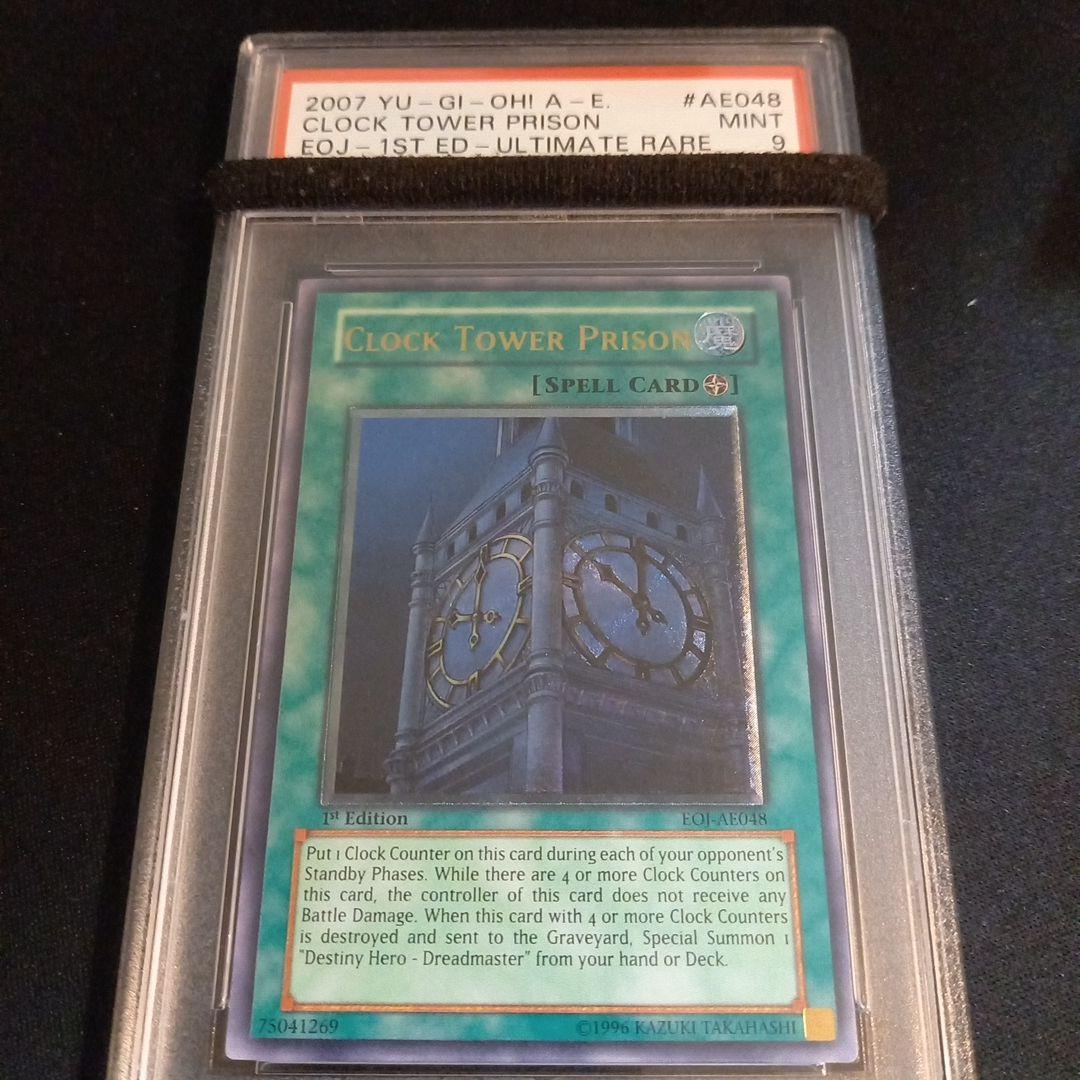 2007 YU-GI-OH! A-E. #AE048
CLOCK TOWER PRISON MINT
EOJ-1ST ED-ULTIMATE RARE 9
CLOCK TOWER PRISON 魔
[SPELL CARD]
1st Edition EOJ-AE048
Put 1 Clock Counter on this card during each of your opponent's
Standby Phases. While there are 4 or more Clock Counters on
this card, the controller of this card does not receive any
Battle Damage. When this card with 4 or more Clock Counters
is destroyed and sent to the Graveyard, Special Summon 1
"Destiny Hero - Dreadmaster" from your hand or Deck.
75041269 ©1996 KAZUKI TAKAHASHI